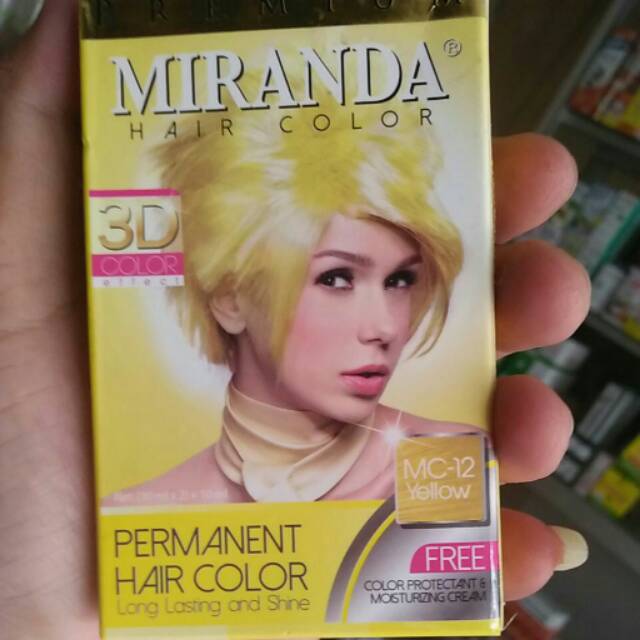 PREMIUM
MIRANDA®
HAIR COLOR
3D
COLOR
effect
MC-12
Yellow
PERMANENT
HAIR COLOR
Long Lasting and Shine
FREE
COLOR PROTECTANT &
MOISTURIZING CREAM